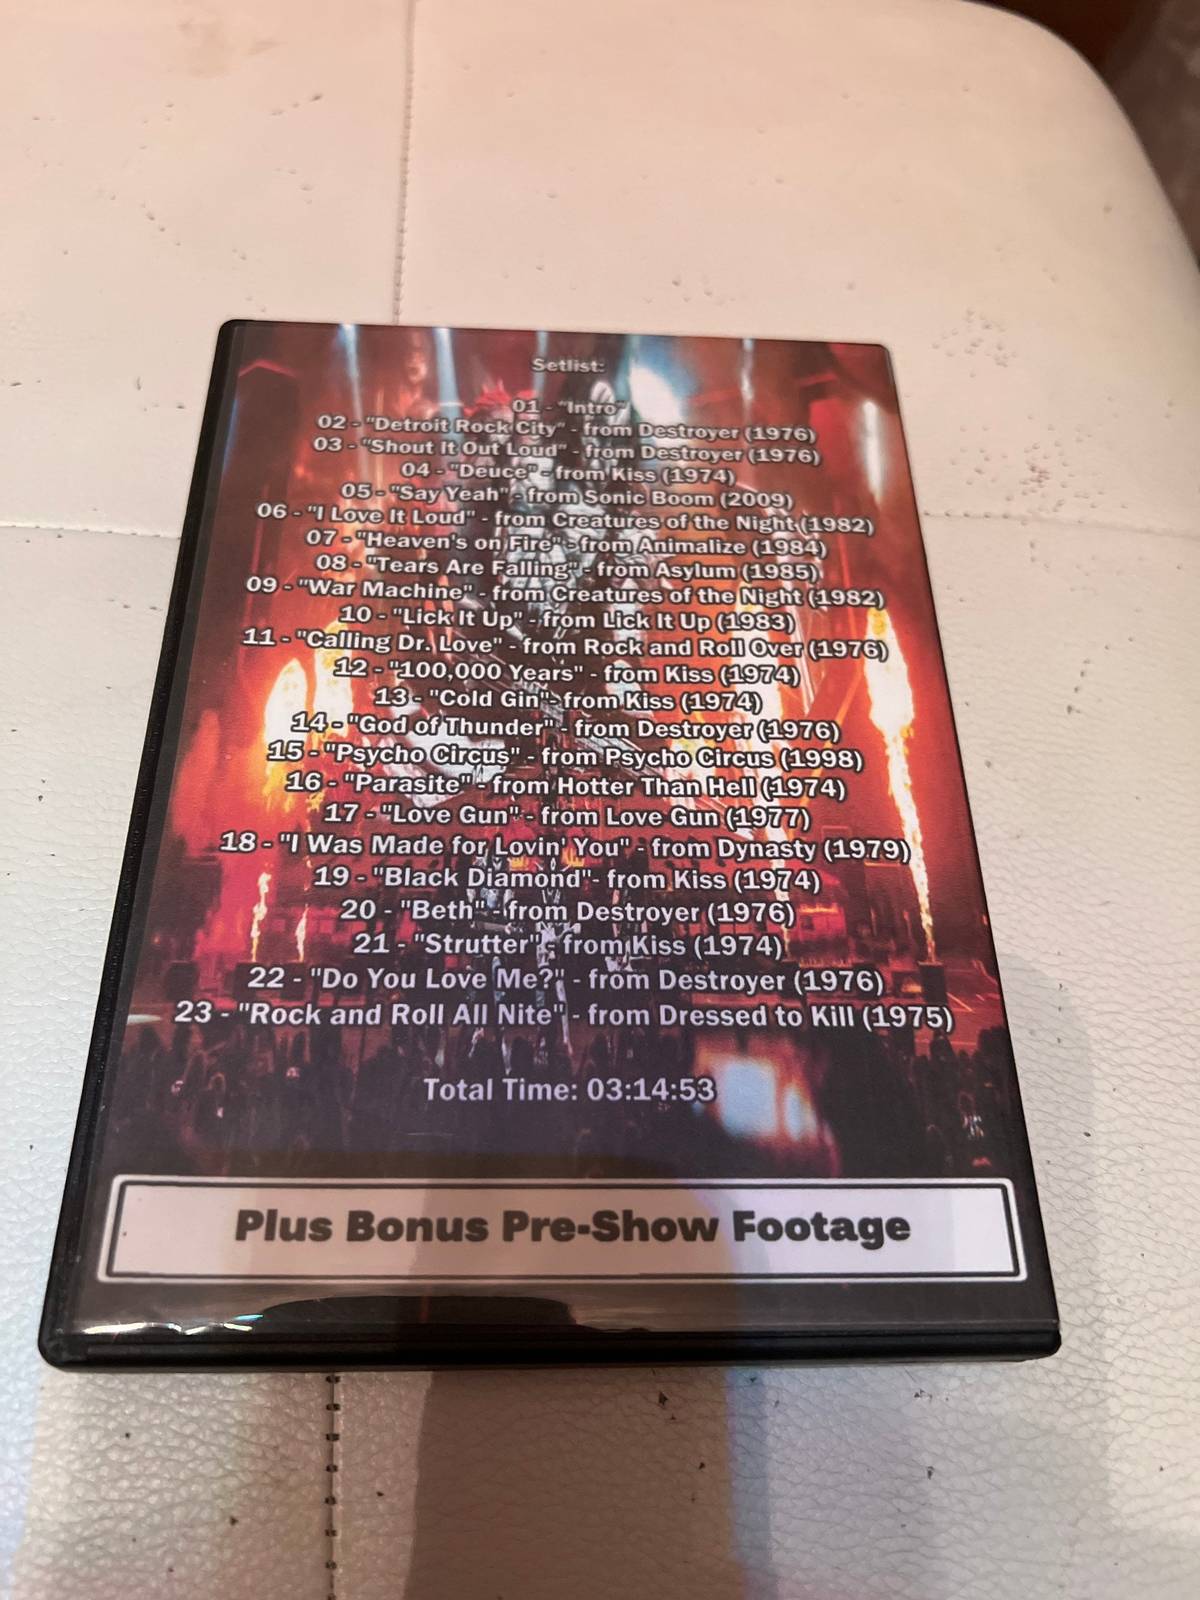 Setlist:
01 - "Intro"
02 - "Detroit Rock City" - from Destroyer (1976)
03 - "Shout It Out Loud" - from Destroyer (1976)
04 - "Deuce" - from Kiss (1974)
05 - "Say Yeah" - from Sonic Boom (2009)
06 - "I Love It Loud" - from Creatures of the Night (1982)
07 - "Heaven's on Fire" - from Animalize (1984)
08 - "Tears Are Falling" - from Asylum (1985)
09 - "War Machine" - from Creatures of the Night (1982)
10 - "Lick It Up" - from Lick It Up (1983)
11 - "Calling Dr. Love" - from Rock and Roll Over (1976)
12 - "100,000 Years" - from Kiss (1974)
13 - "Cold Gin" - from Kiss (1974)
14 - "God of Thunder" - from Destroyer (1976)
15 - "Psycho Circus" - from Psycho Circus (1998)
16 - "Parasite" - from Hotter Than Hell (1974)
17 - "Love Gun" - from Love Gun (1977)
18 - "I Was Made for Lovin' You" - from Dynasty (1979)
19 - "Black Diamond"- from Kiss (1974)
20 - "Beth" - from Destroyer (1976)
21 - "Strutter" - from Kiss (1974)
22 - "Do You Love Me?" - from Destroyer (1976)
23 - "Rock and Roll All Nite" - from Dressed to Kill (1975)
Total Time: 03:14:53
Plus Bonus Pre-Show Footage